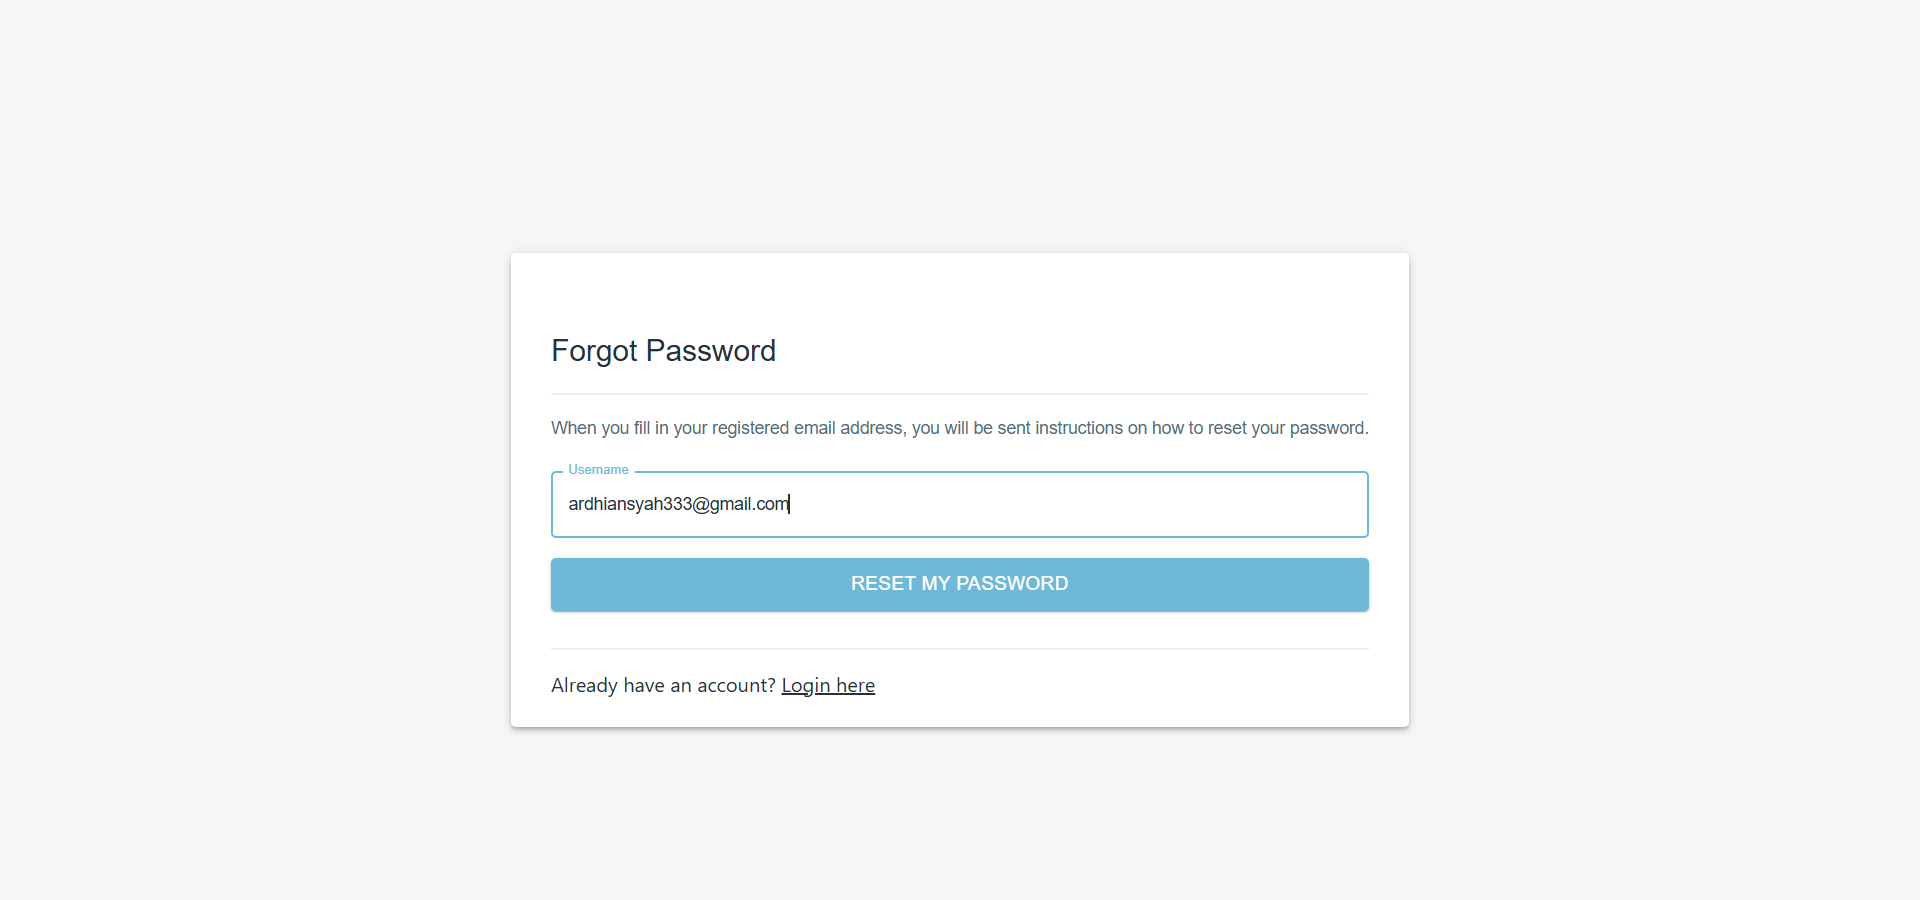 Forgot Password
When you fill in your registered email address, you will be sent instructions on how to reset your password.
Username
ardhiansyah333@gmail.com
RESET MY PASSWORD
Already have an account? Login here